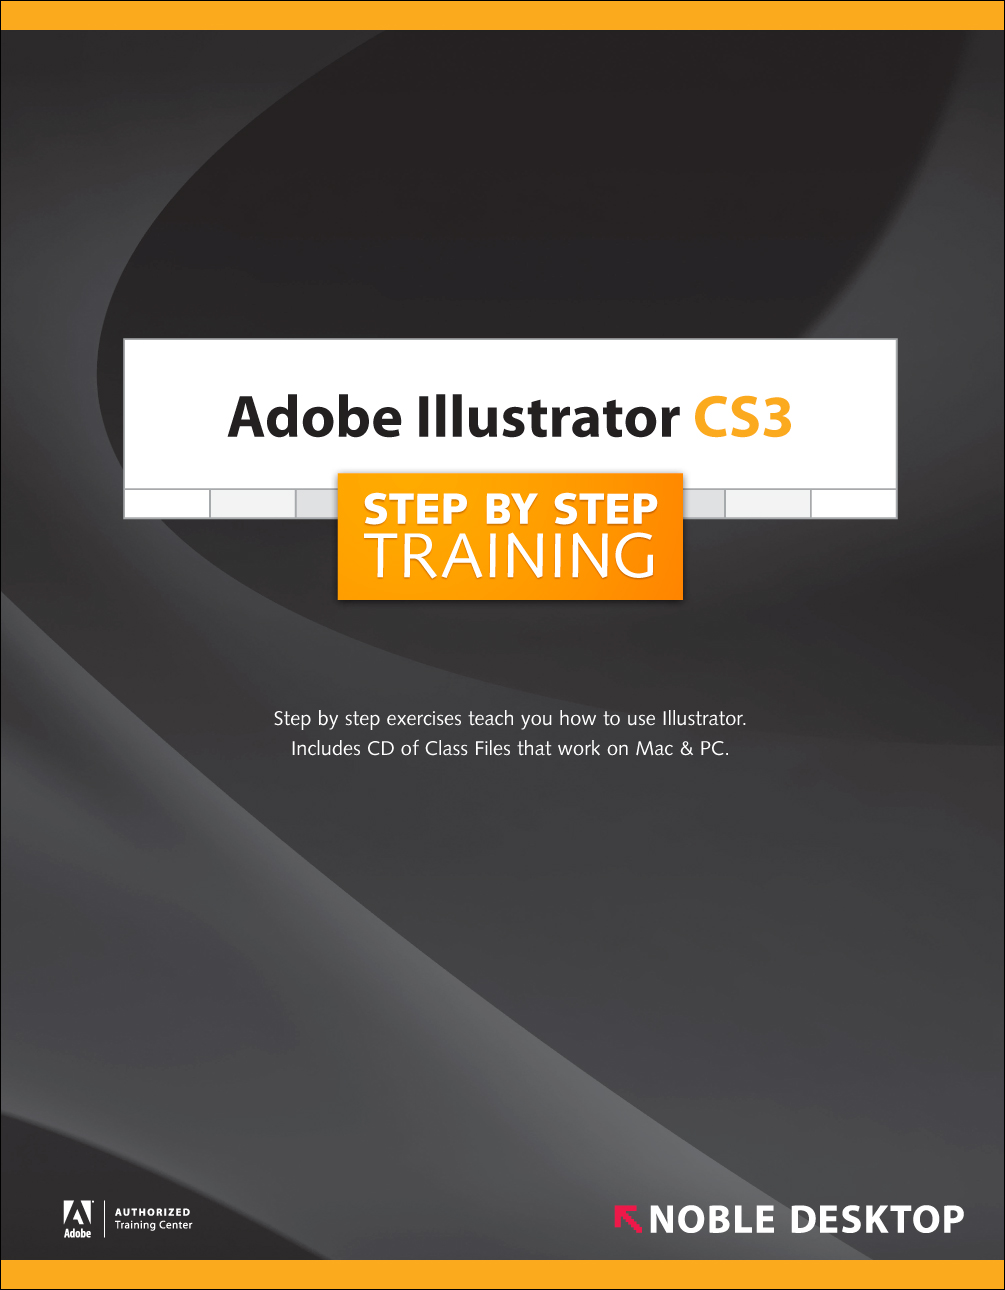 Adobe Illustrator CS3
STEP BY STEP
TRAINING
Step by step exercises teach you how to use Illustrator.
Includes CD of Class Files that work on Mac & PC.
Adobe
AUTHORIZED
Training Center
NOBLE DESKTOP